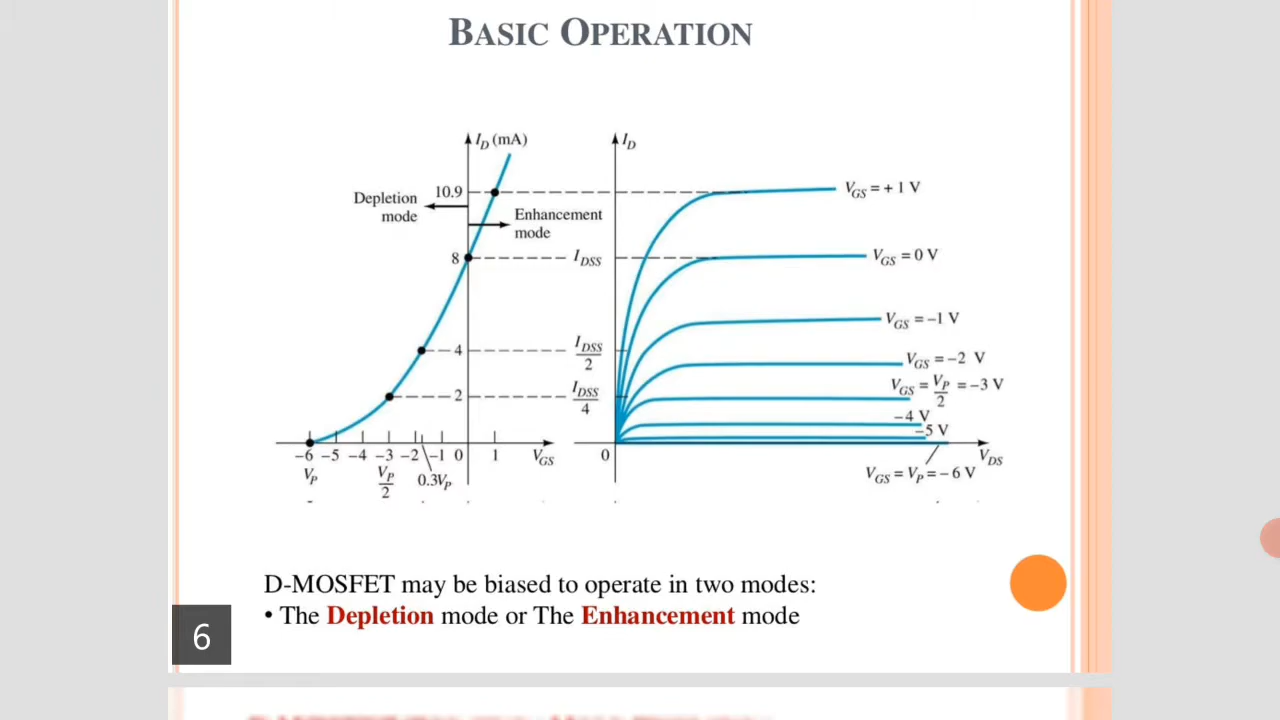 BASIC OPERATION
I_D (mA)
I_D
Depletion
mode
10.9
Enhancement
mode
V_GS = + 1 V
8
I_DSS
V_GS = 0 V
V_GS = –1 V
4
I_DSS
2
V_GS = –2 V
V_GS = V_P = –3 V
2
2
I_DSS
4
–4 V
–5 V
–6 –5 –4 –3 –2 –1 0 1 V_GS
0
V_DS
V_P
V_P
2
0.3V_P
V_GS = V_P = – 6 V
D-MOSFET may be biased to operate in two modes:
• The Depletion mode or The Enhancement mode
6